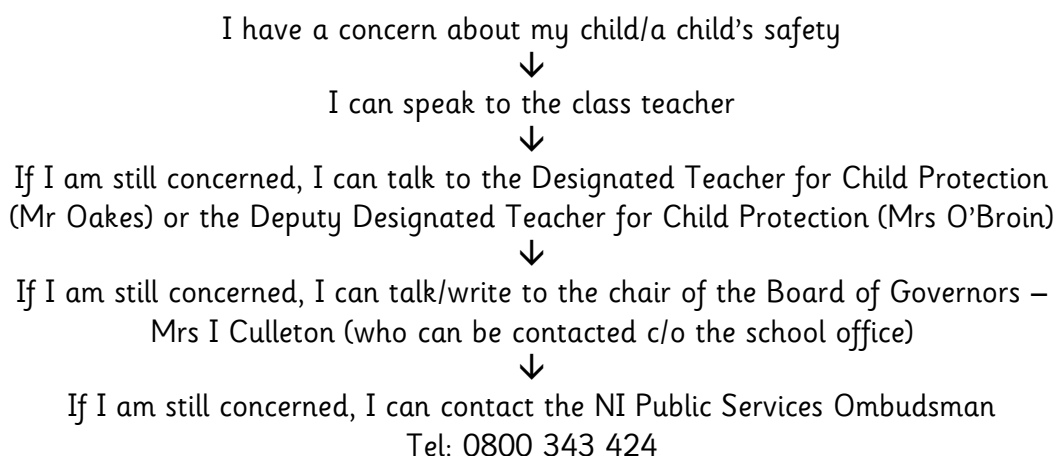 I have a concern about my child/a child's safety
↓
I can speak to the class teacher
↓
If I am still concerned, I can talk to the Designated Teacher for Child Protection
(Mr Oakes) or the Deputy Designated Teacher for Child Protection (Mrs O'Broin)
↓
If I am still concerned, I can talk/write to the chair of the Board of Governors –
Mrs I Culleton (who can be contacted c/o the school office)
↓
If I am still concerned, I can contact the NI Public Services Ombudsman
Tel: 0800 343 424